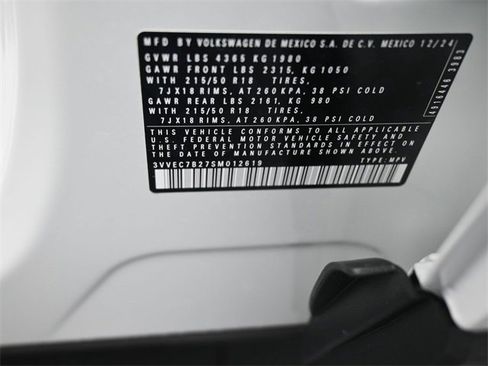 MFD BY VOLKSWAGEN DE MEXICO S.A. DE C.V. MEXICO 12/24
GVWR LBS 4365 KG 1980
GAWR FRONT LBS 2315, KG 1050
WITH 215/50 R18 TIRES,
7JX18 RIMS, AT 260 KPA, 38 PSI COLD
GAWR REAR LBS 2161, KG 980
WITH 215/50 R18 TIRES,
7JX18 RIMS, AT 260 KPA, 38 PSI COLD
THIS VEHICLE CONFORMS TO ALL APPLICABLE
U.S. FEDERAL MOTOR VEHICLE SAFETY AND
THEFT PREVENTION STANDARDS IN EFFECT ON
THE DATE OF MANUFACTURE SHOWN ABOVE.
3VVEC7B27SM012619 TYPE: MPV
4916446 3983